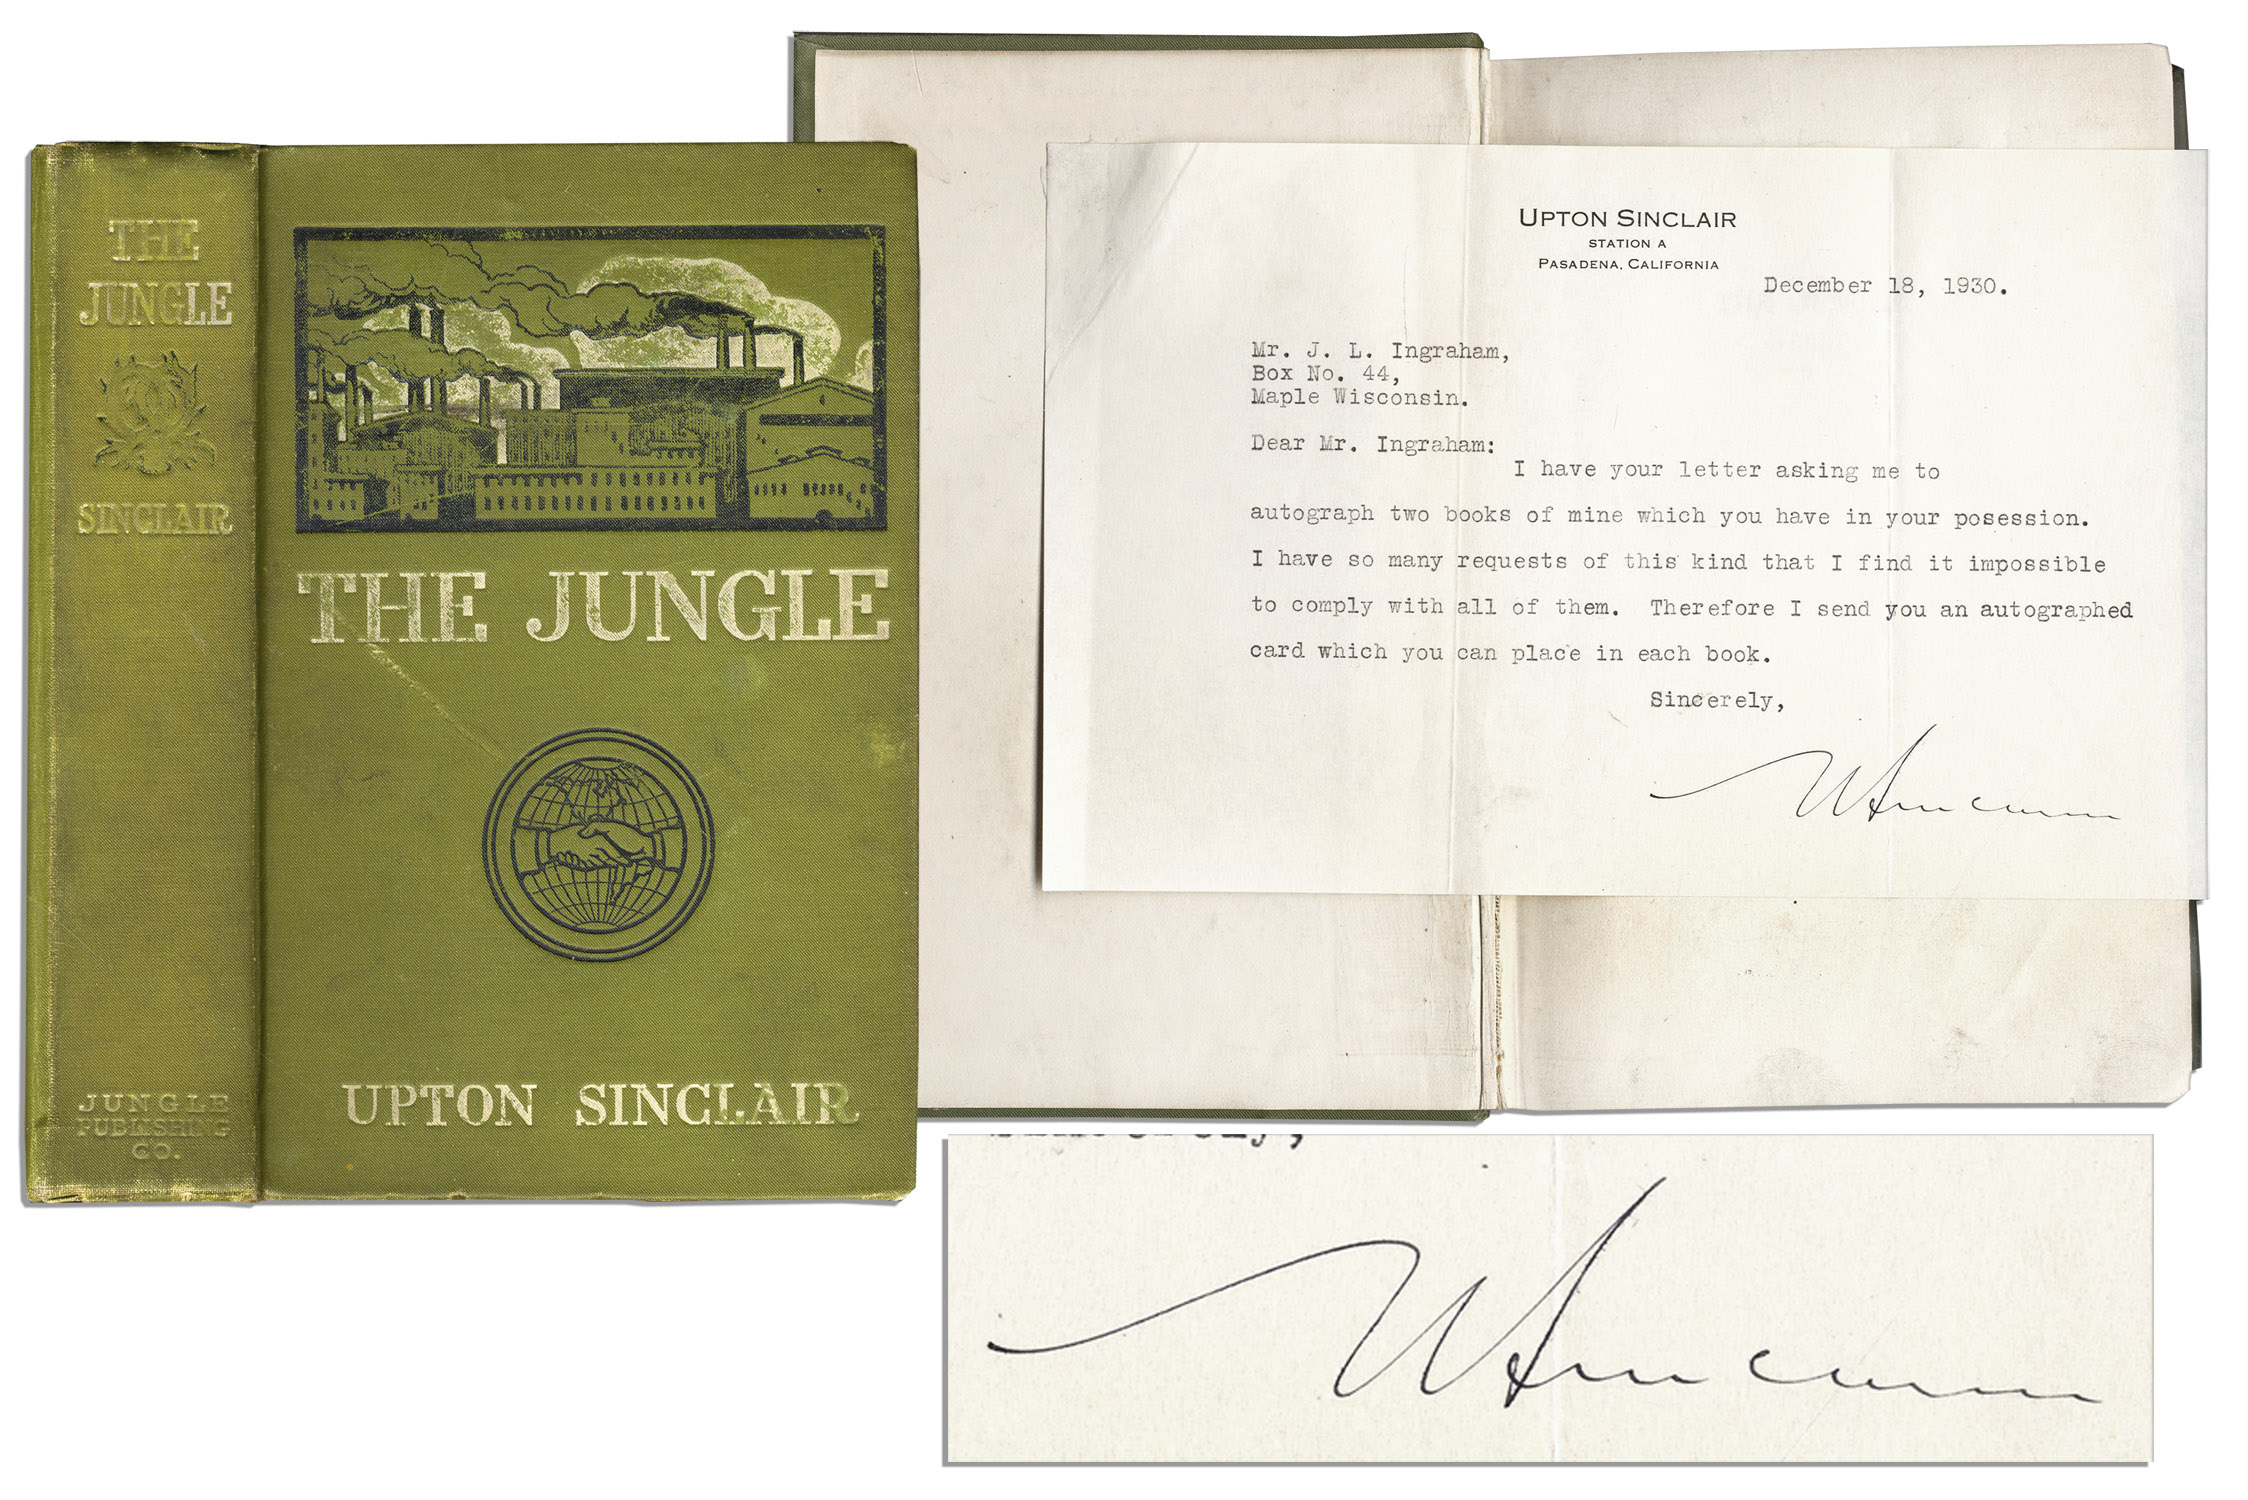 THE
JUNGLE
SINCLAIR
JUNGLE
PUBLISHING
CO.
THE JUNGLE
UPTON SINCLAIR
UPTON SINCLAIR
STATION A
PASADENA, CALIFORNIA
December 18, 1930.
Mr. J. L. Ingraham,
Box No. 44,
Maple Wisconsin.
Dear Mr. Ingraham:
I have your letter asking me to
autograph two books of mine which you have in your posession.
I have so many requests of this kind that I find it impossible
to comply with all of them. Therefore I send you an autographed
card which you can place in each book.
Sincerely,